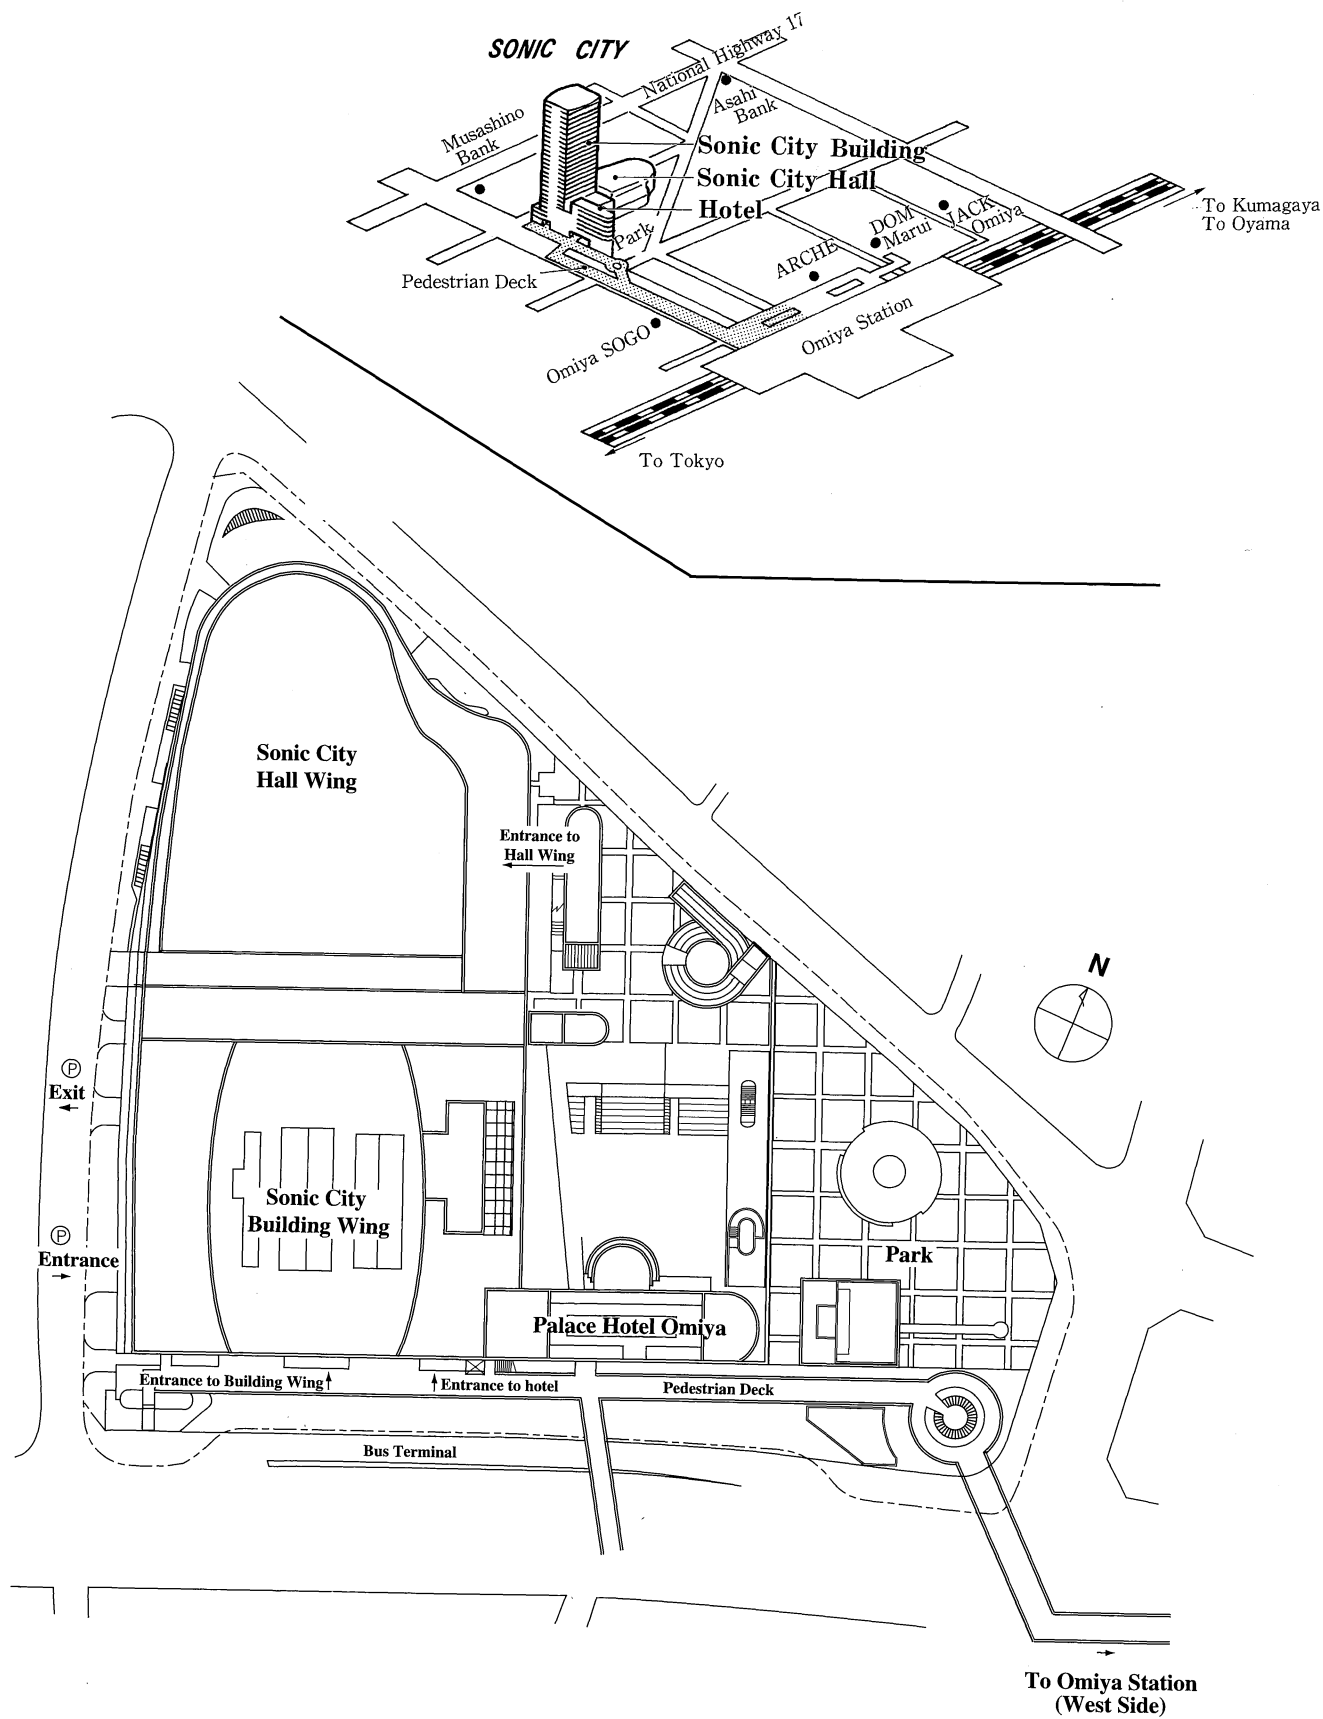 SONIC CITY
National Highway 17
Asahi
Bank
Musashino
Bank
Sonic City Building
Sonic City Hall
Hotel
Park
Pedestrian Deck
DOM
Marui
JACK
Omiya
ARCHE
To Kumagaya
To Oyama
Omiya Station
Omiya SOGO
To Tokyo
Sonic City
Hall Wing
Entrance to
Hall Wing
N
P
Exit
P
Entrance
Sonic City
Building Wing
Park
Palace Hotel Omiya
Entrance to Building Wing
Entrance to hotel
Pedestrian Deck
Bus Terminal
To Omiya Station
(West Side)